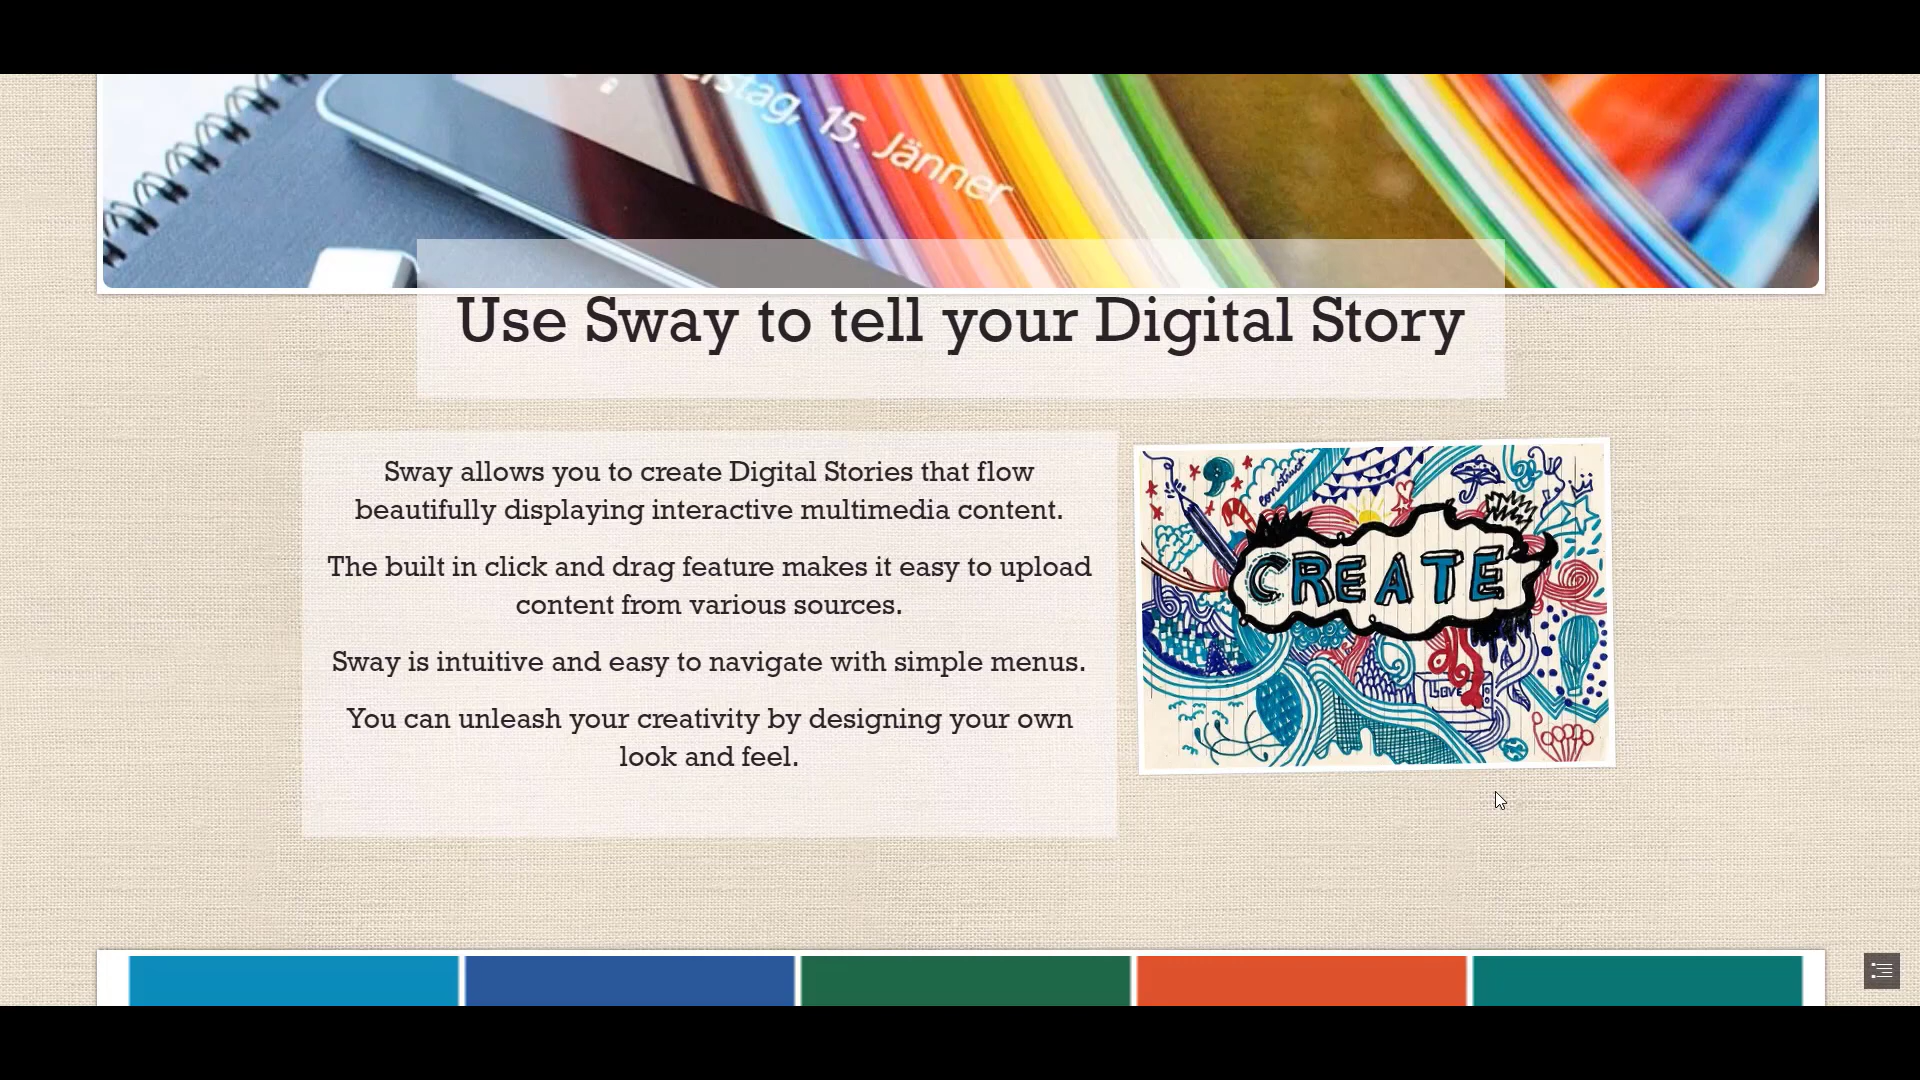 15. Jänner
Use Sway to tell your Digital Story
Sway allows you to create Digital Stories that flow
beautifully displaying interactive multimedia content.
The built in click and drag feature makes it easy to upload
content from various sources.
Sway is intuitive and easy to navigate with simple menus.
You can unleash your creativity by designing your own
look and feel.
construct
CREATE
LOVE